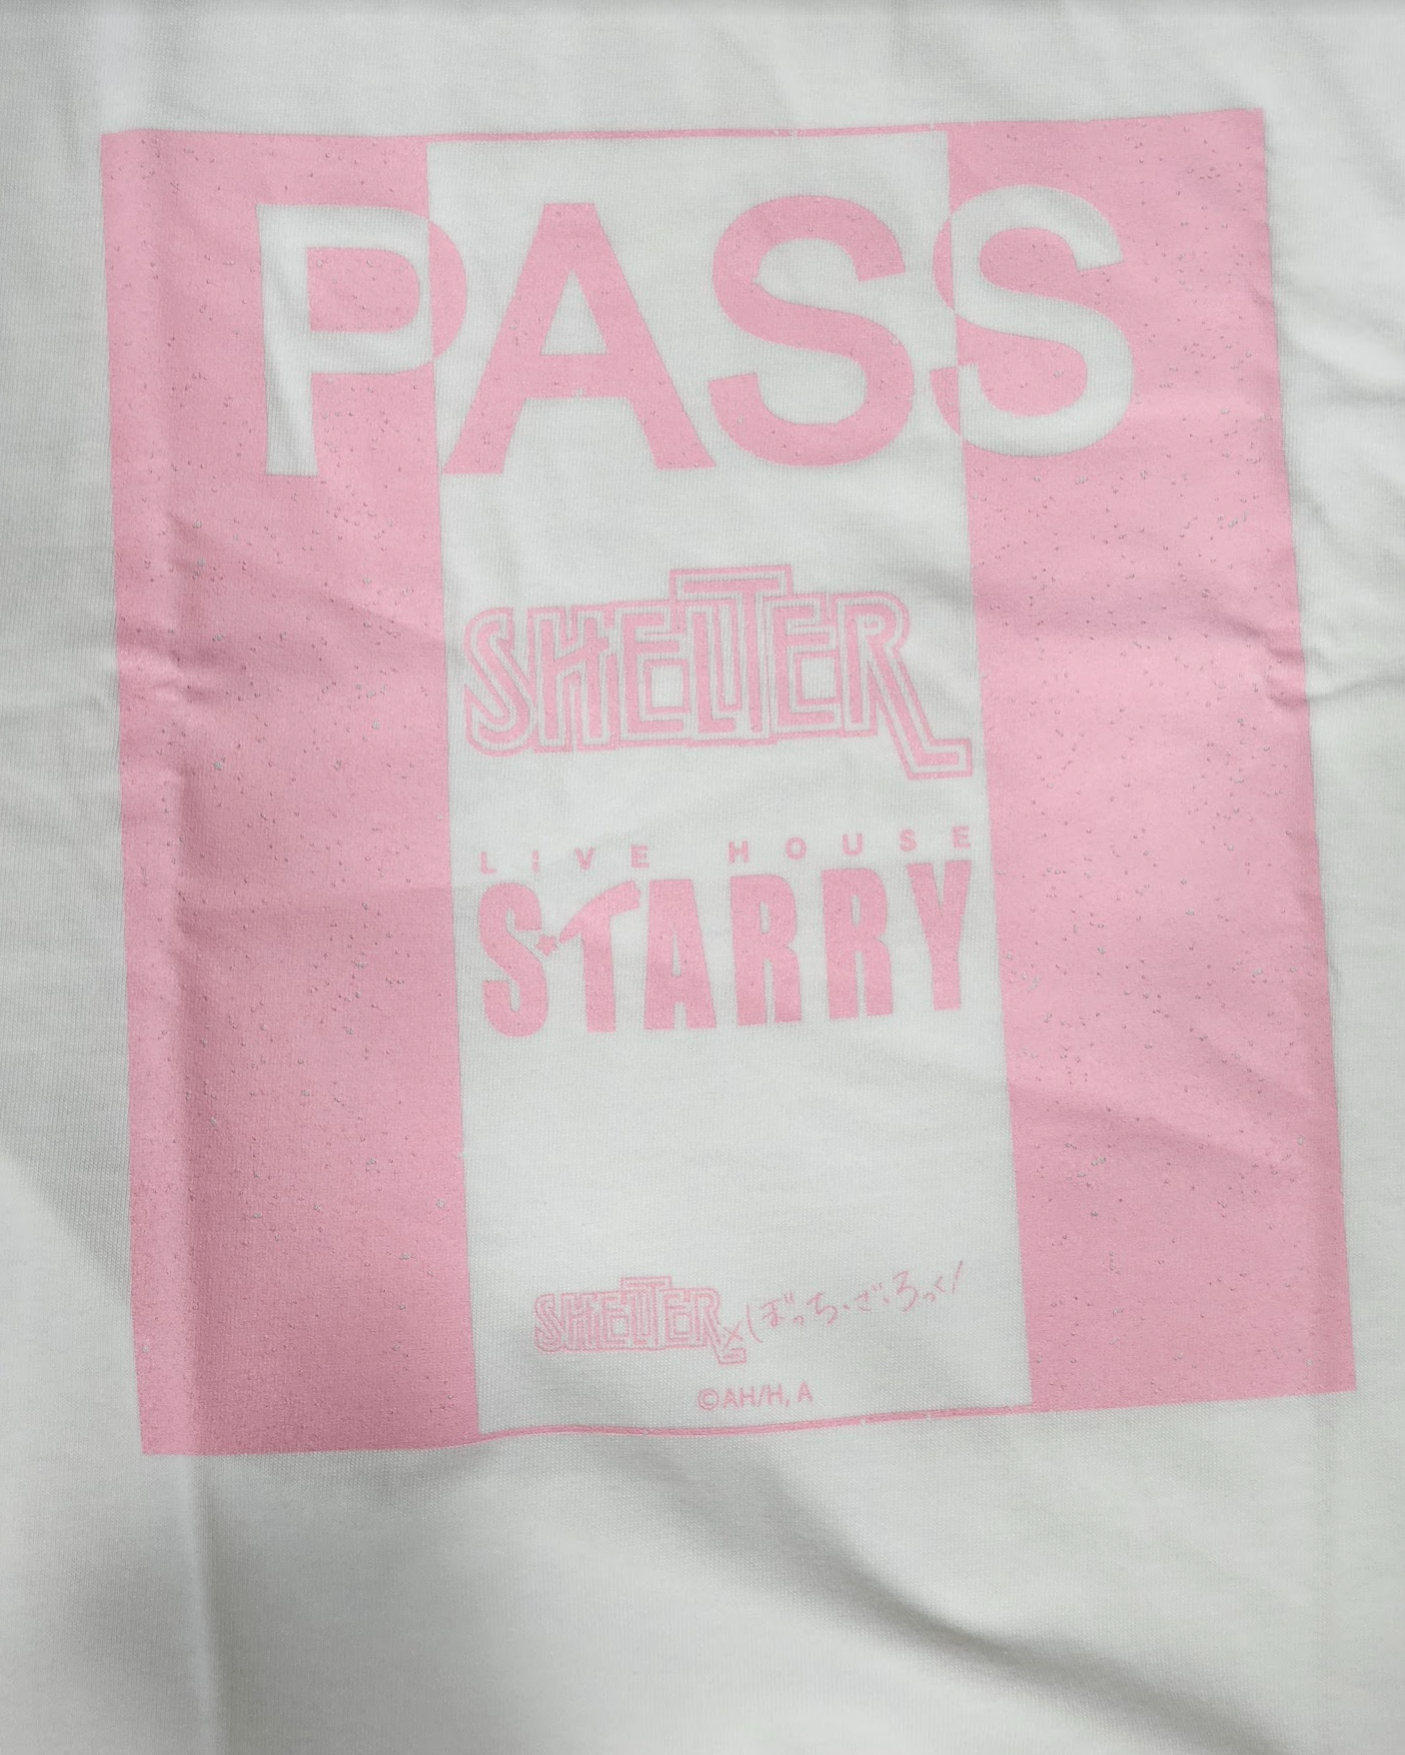 PASS
SHELTER
LIVE HOUSE
STARRY
SHELTER×ぼっち・ざ・ろっく!
©AH/H, A